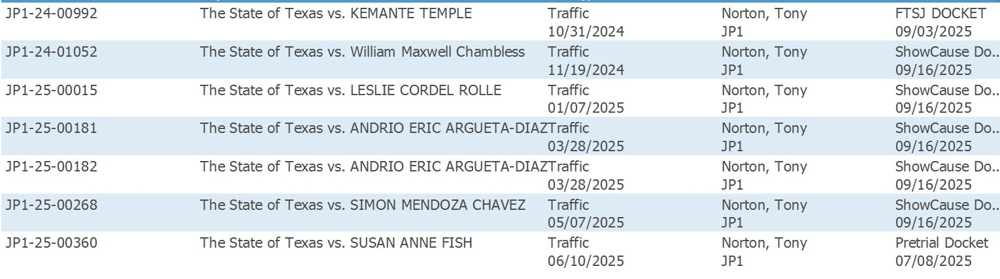 JP1-24-00992 The State of Texas vs. KEMANTE TEMPLE Traffic Norton, Tony FTSJ DOCKET
10/31/2024 JP1 09/03/2025
JP1-24-01052 The State of Texas vs. William Maxwell Chambless Traffic Norton, Tony ShowCause Do...
11/19/2024 JP1 09/16/2025
JP1-25-00015 The State of Texas vs. LESLIE CORDEL ROLLE Traffic Norton, Tony ShowCause Do...
01/07/2025 JP1 09/16/2025
JP1-25-00181 The State of Texas vs. ANDRIO ERIC ARGUETA-DIAZ Traffic Norton, Tony ShowCause Do...
03/28/2025 JP1 09/16/2025
JP1-25-00182 The State of Texas vs. ANDRIO ERIC ARGUETA-DIAZ Traffic Norton, Tony ShowCause Do...
03/28/2025 JP1 09/16/2025
JP1-25-00268 The State of Texas vs. SIMON MENDOZA CHAVEZ Traffic Norton, Tony ShowCause Do...
05/07/2025 JP1 09/16/2025
JP1-25-00360 The State of Texas vs. SUSAN ANNE FISH Traffic Norton, Tony Pretrial Docket
06/10/2025 JP1 07/08/2025